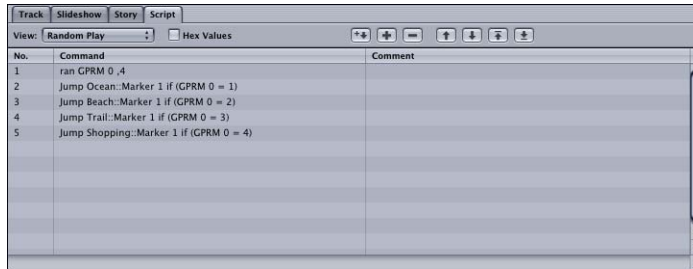 Track Slideshow Story Script
View: Random Play Hex Values
No. Command Comment
1 ran GPRM 0 ,4
2 Jump Ocean::Marker 1 if (GPRM 0 = 1)
3 Jump Beach::Marker 1 if (GPRM 0 = 2)
4 Jump Trail::Marker 1 if (GPRM 0 = 3)
5 Jump Shopping::Marker 1 if (GPRM 0 = 4)